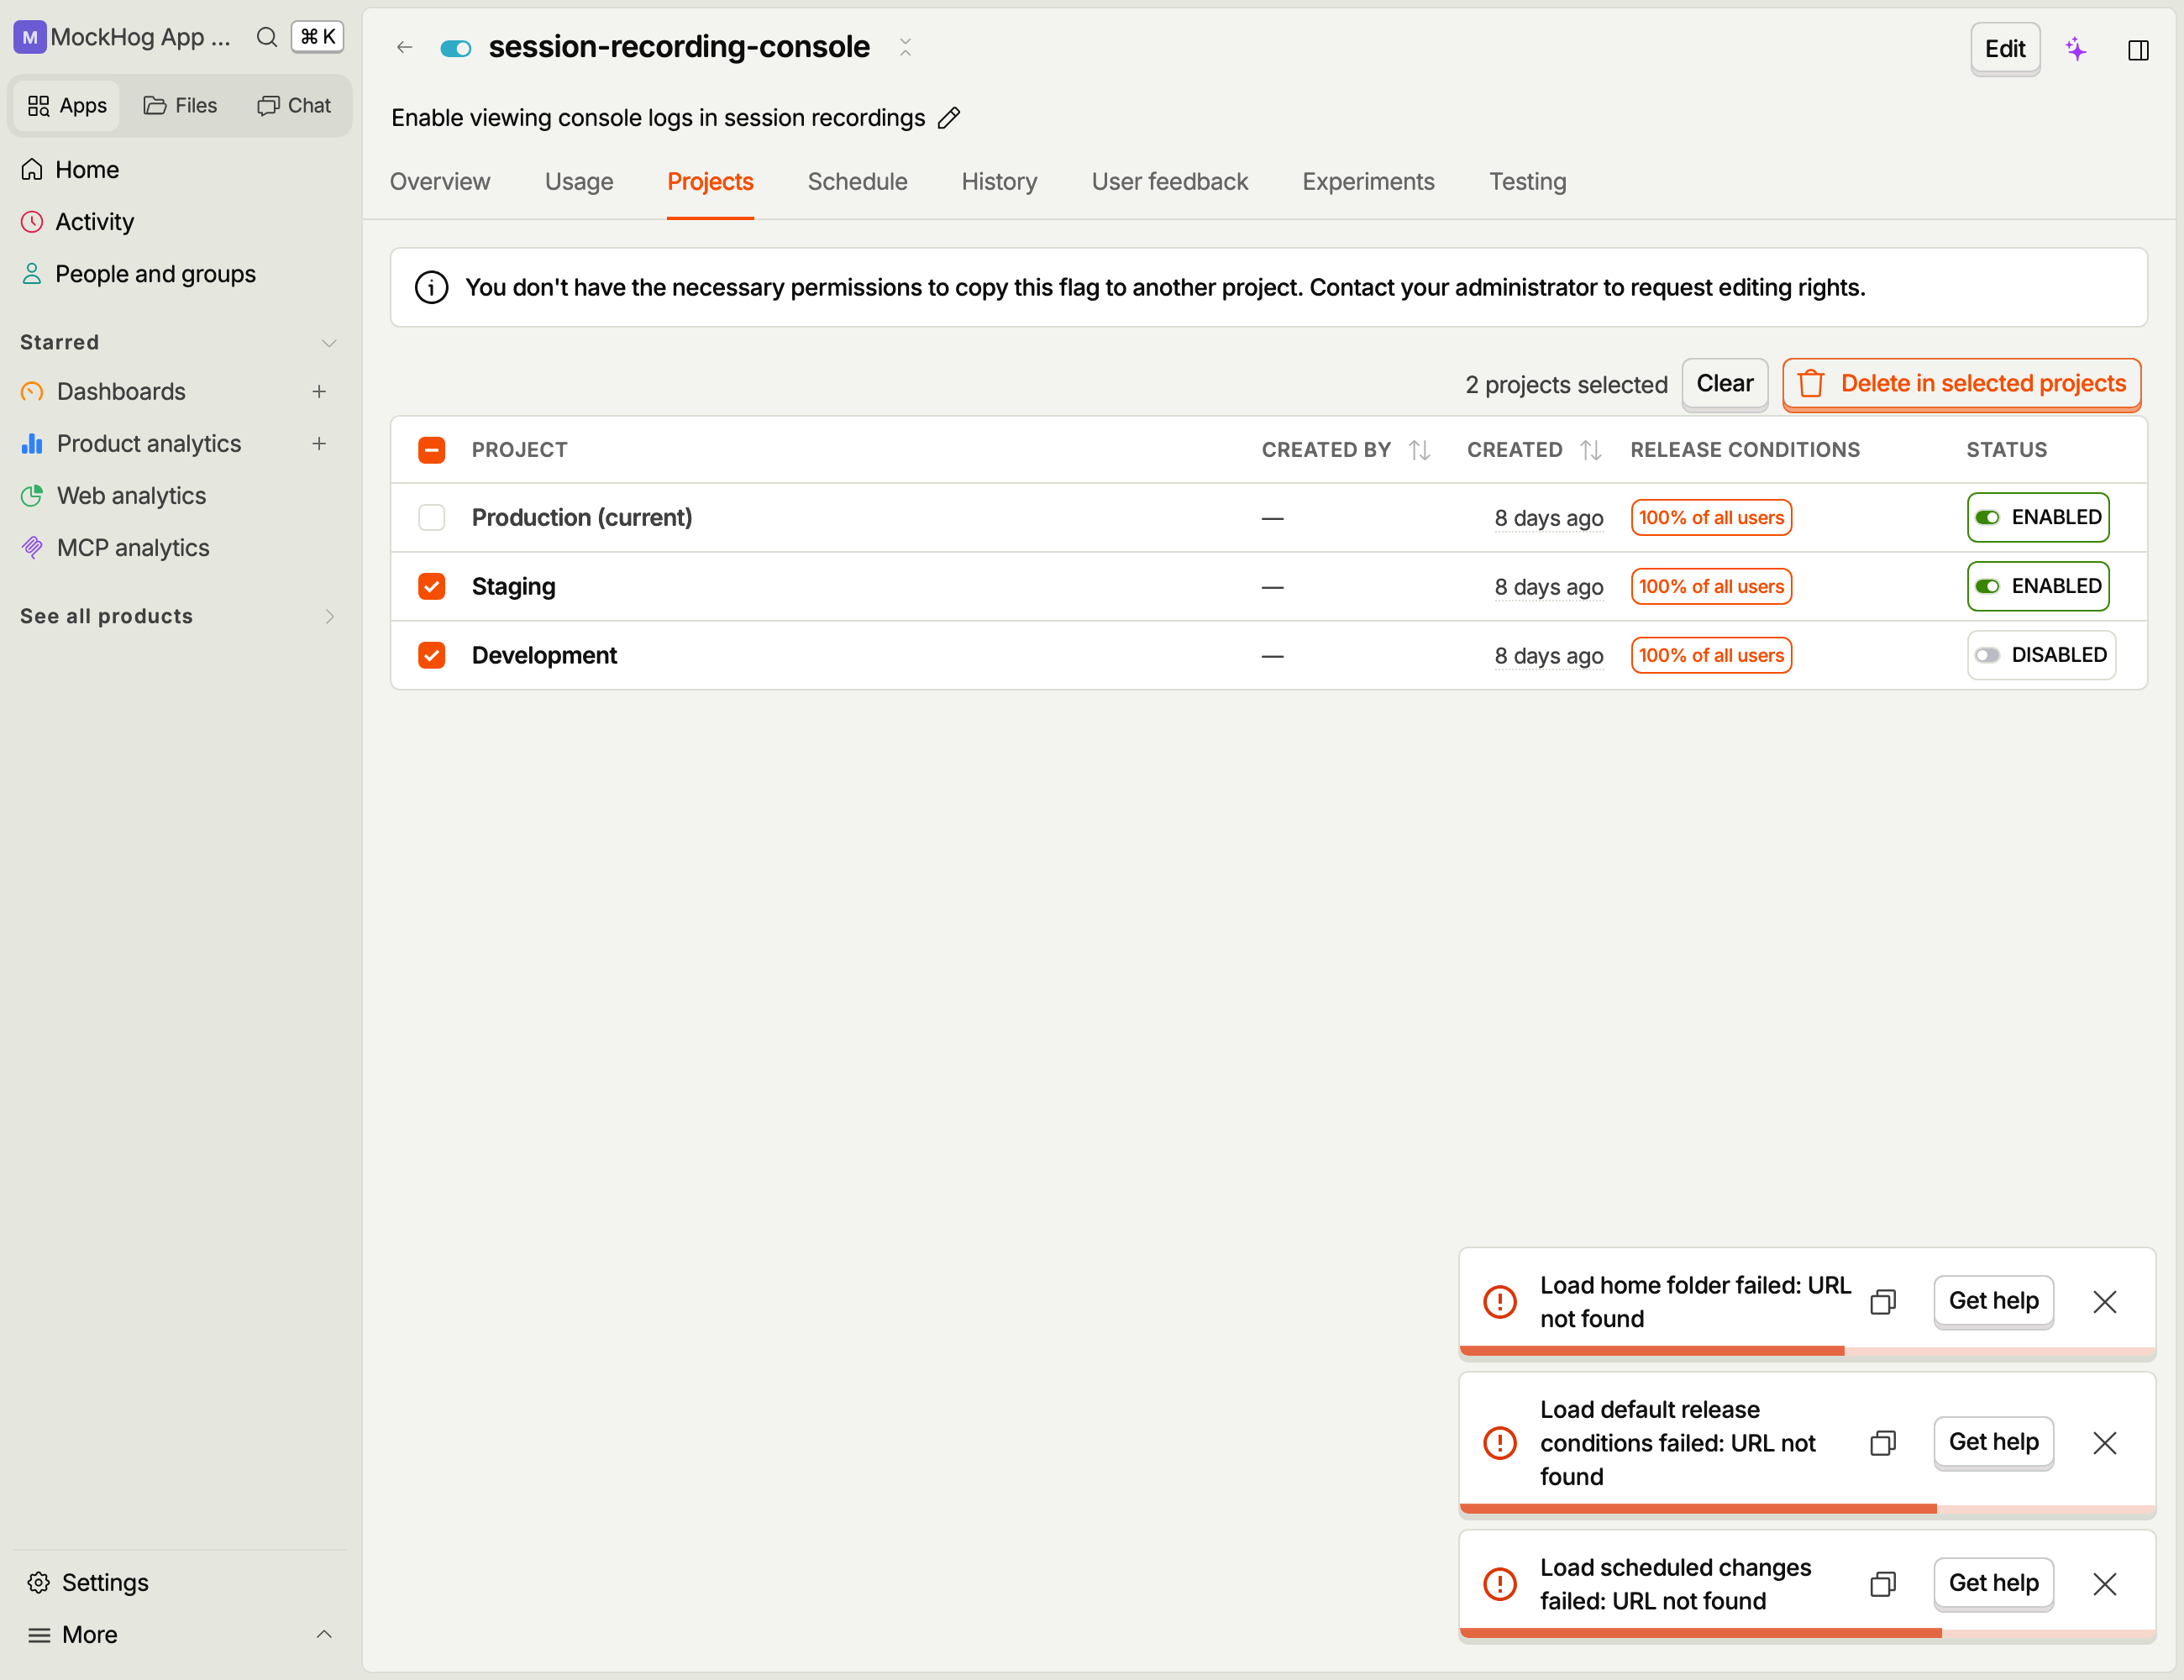 M MockHog App ... ⌘ K
Apps Files Chat
Home
Activity
People and groups
Starred
Dashboards
Product analytics
Web analytics
MCP analytics
See all products
Settings
More
session-recording-console
Edit
Enable viewing console logs in session recordings
Overview Usage Projects Schedule History User feedback Experiments Testing
You don't have the necessary permissions to copy this flag to another project. Contact your administrator to request editing rights.
2 projects selected Clear Delete in selected projects
PROJECT CREATED BY CREATED RELEASE CONDITIONS STATUS
Production (current) — 8 days ago 100% of all users ENABLED
Staging — 8 days ago 100% of all users ENABLED
Development — 8 days ago 100% of all users DISABLED
Load home folder failed: URL
not found
Get help
Load default release
conditions failed: URL not
found
Get help
Load scheduled changes
failed: URL not found
Get help